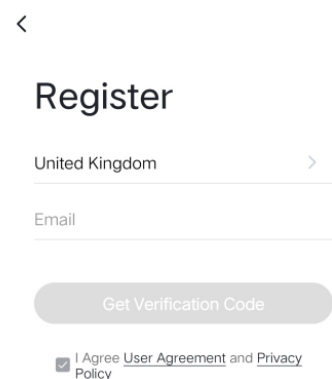 Register
United Kingdom
Email
Get Verification Code
I Agree User Agreement and Privacy
Policy